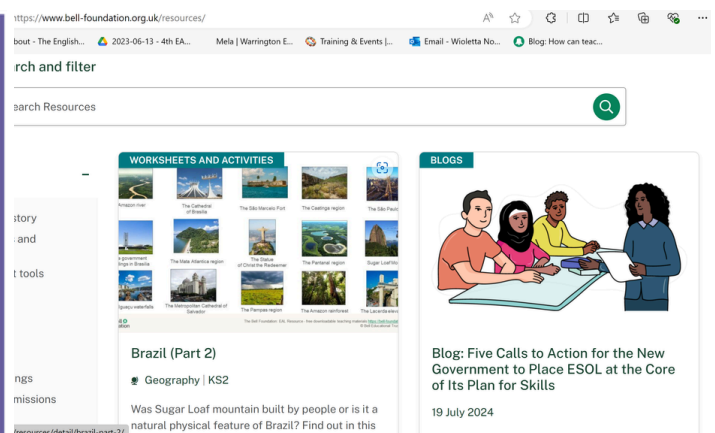 https://www.bell-foundation.org.uk/resources/
bout - The English...
2023-06-13 - 4th EA...
Mela | Warrington E...
Training & Events |...
Email - Wioletta No...
Blog: How can teac...
rch and filter
earch Resources
WORKSHEETS AND ACTIVITIES
Amazon river
The Cathedral
of Brasilia
The São Marcelo Fort
The Caatinga region
The São Paulo
e government
ldings in Brasilia
The Mata Atlantica region
The Statue
of Christ the Redeemer
The Pantanal region
Sugar Loaf Mo
Iguaçu waterfalls
The Metropolitan Cathedral of
Salvador
The Pampas region
The Amazon rainforest
The Lacerda eleva
Brazil (Part 2)
Geography | KS2
Was Sugar Loaf mountain built by people or is it a
natural physical feature of Brazil? Find out in this
BLOGS
Blog: Five Calls to Action for the New
Government to Place ESOL at the Core
of Its Plan for Skills
19 July 2024
story
and
t tools
ngs
missions
/resources/detail/brazil-part-2/